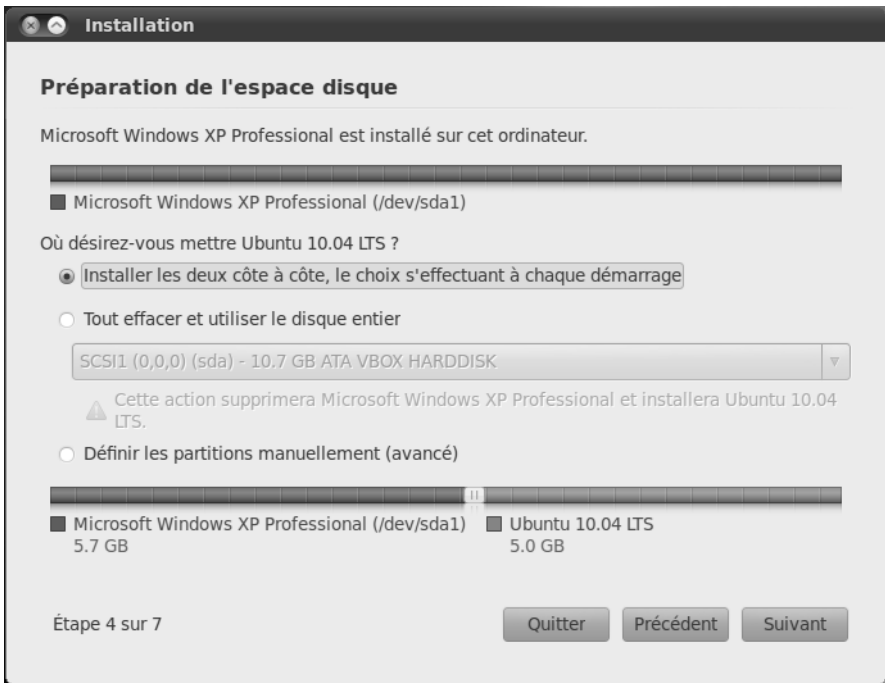 Installation
Préparation de l'espace disque
Microsoft Windows XP Professional est installé sur cet ordinateur.
Microsoft Windows XP Professional (/dev/sda1)
Où désirez-vous mettre Ubuntu 10.04 LTS ?
Installer les deux côte à côte, le choix s'effectuant à chaque démarrage
Tout effacer et utiliser le disque entier
SCSI1 (0,0,0) (sda) - 10.7 GB ATA VBOX HARDDISK
Cette action supprimera Microsoft Windows XP Professional et installera Ubuntu 10.04
LTS.
Définir les partitions manuellement (avancé)
Microsoft Windows XP Professional (/dev/sda1) Ubuntu 10.04 LTS
5.7 GB 5.0 GB
Étape 4 sur 7 Quitter Précédent Suivant